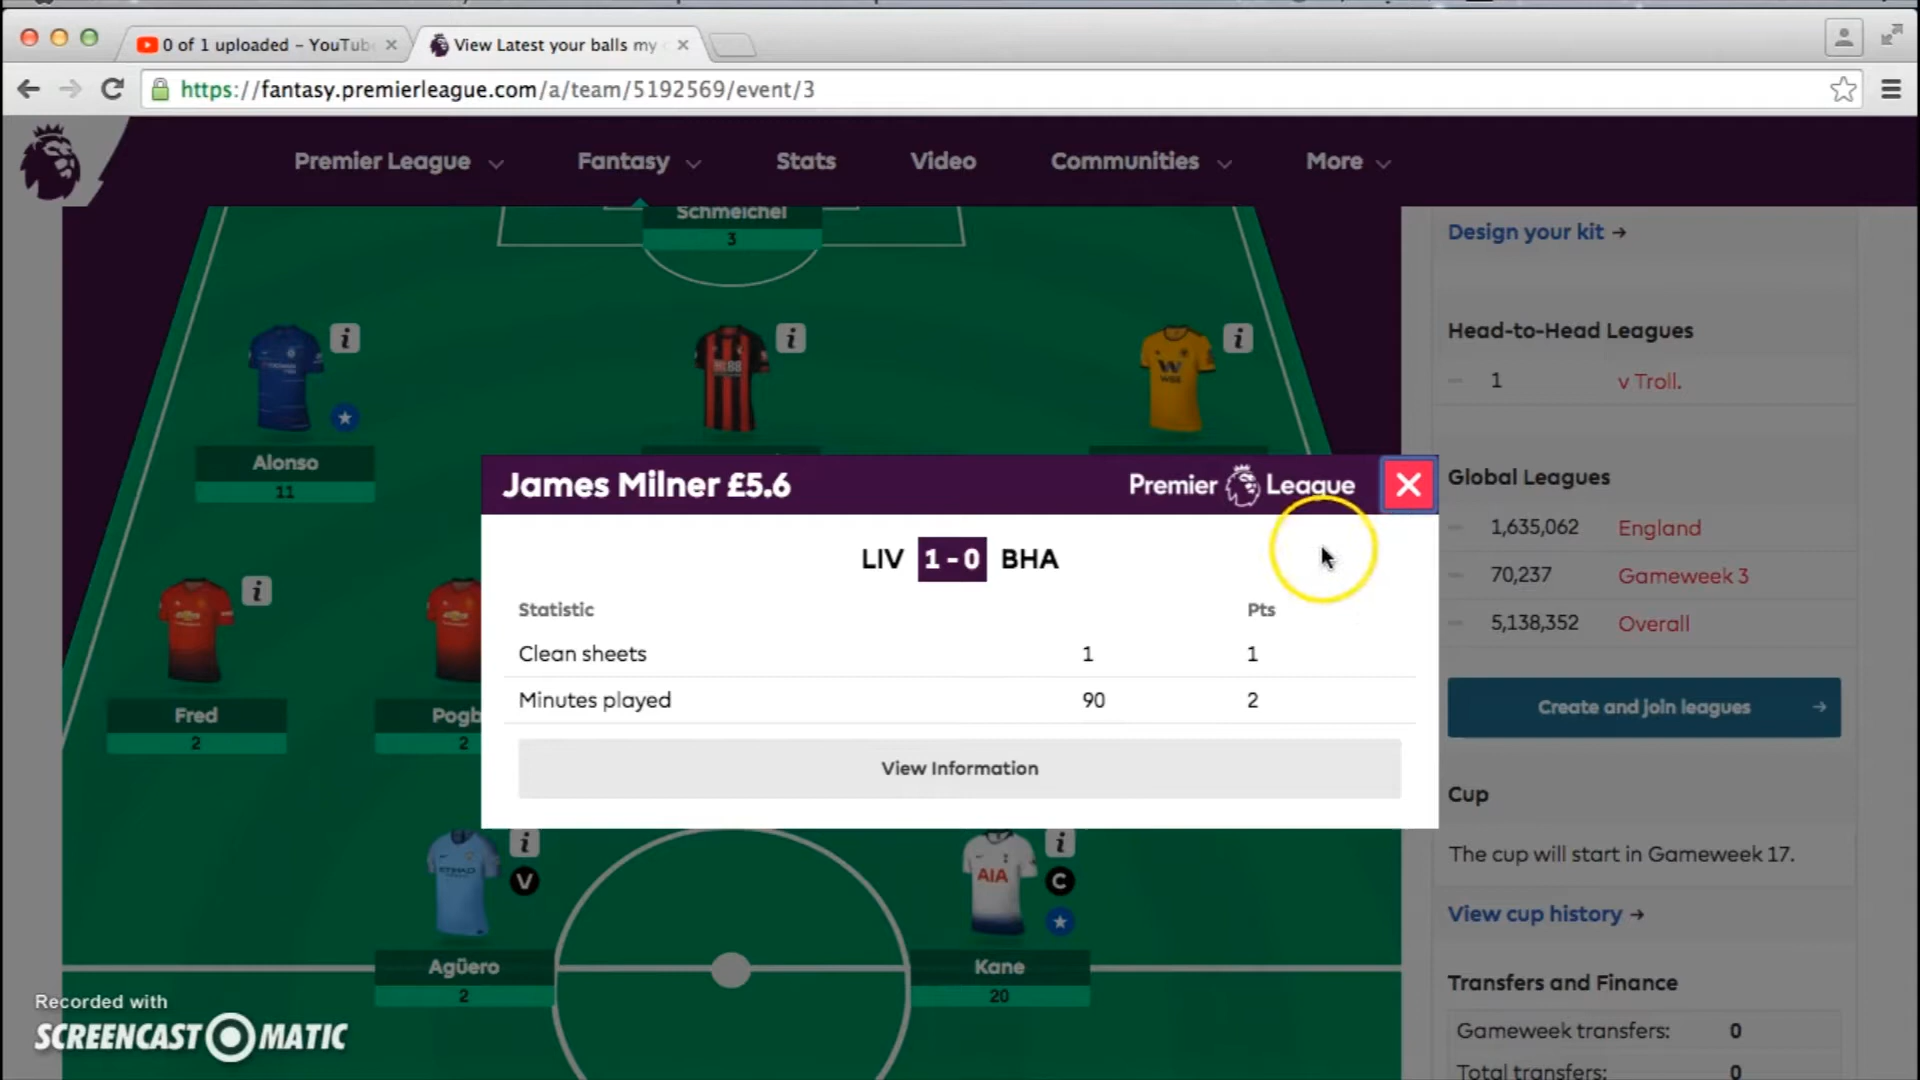 0 of 1 uploaded - YouTub
View Latest your balls my
https://fantasy.premierleague.com/a/team/5192569/event/3
Premier League
Fantasy
Stats
Video
Communities
More
Schmeichel
3
Design your kit →
Head-to-Head Leagues
1 v Troll.
Global Leagues
1,635,062 England
70,237 Gameweek 3
5,138,352 Overall
Create and join leagues →
Cup
The cup will start in Gameweek 17.
View cup history →
Transfers and Finance
Gameweek transfers: 0
Total transfers: 0
Alonso
11
James Milner £5.6
Premier League
LIV 1 - 0 BHA
Statistic Pts
Clean sheets 1 1
Minutes played 90 2
View Information
Fred
2
Pogb
2
V
C
AIA
Agüero
2
Kane
20
Recorded with
SCREENCAST MATIC